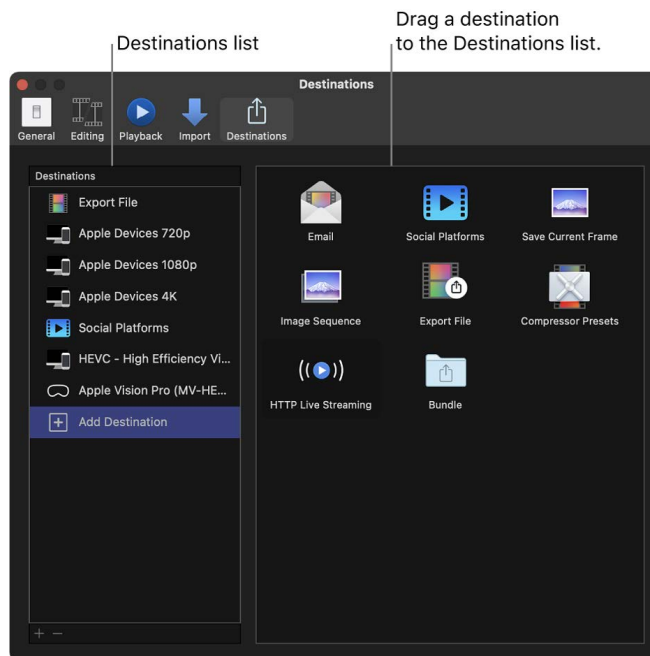 Destinations list
Drag a destination
to the Destinations list.
Destinations
General
Editing
Playback
Import
Destinations
Destinations
Export File
Apple Devices 720p
Apple Devices 1080p
Apple Devices 4K
Social Platforms
HEVC - High Efficiency Vi...
Apple Vision Pro (MV-HE...
Add Destination
Email
Social Platforms
Save Current Frame
Image Sequence
Export File
Compressor Presets
HTTP Live Streaming
Bundle